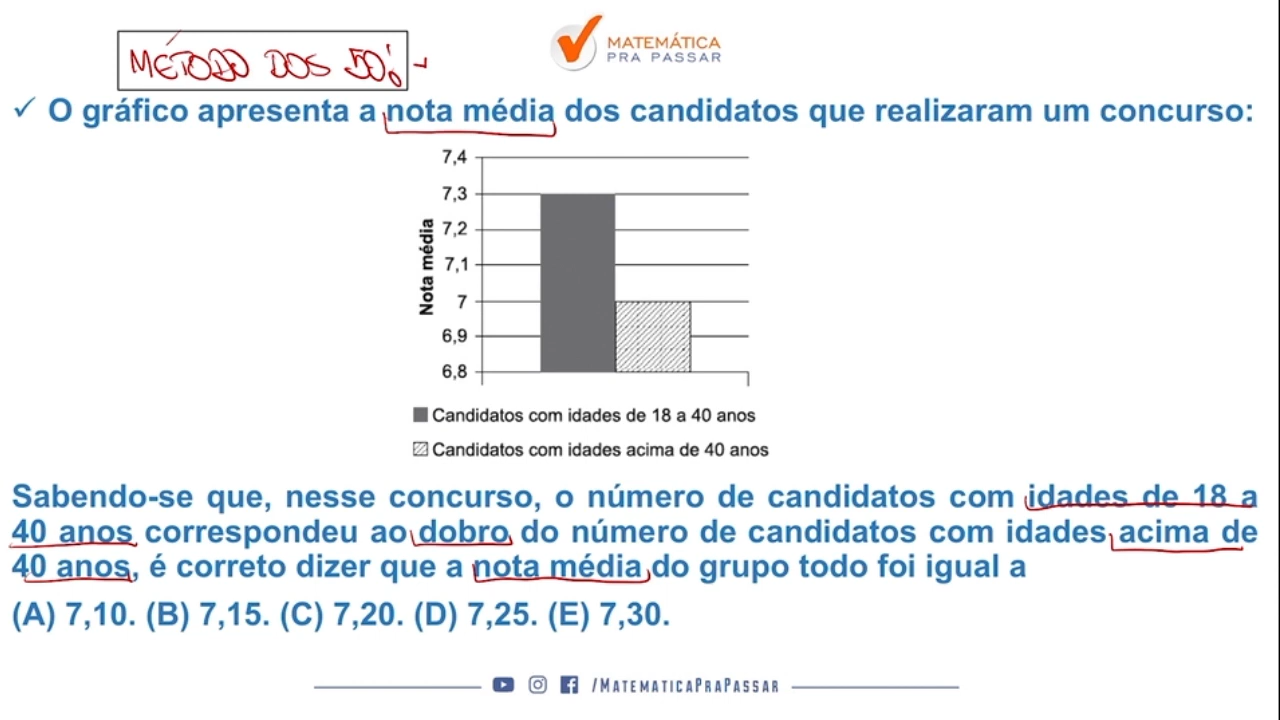 MÉTODO DOS 50%
MATEMÁTICA
PRA PASSAR
✓ O gráfico apresenta a nota média dos candidatos que realizaram um concurso:
7,4
7,3
7,2
7,1
7
6,9
6,8
Nota média
Candidatos com idades de 18 a 40 anos
Candidatos com idades acima de 40 anos
Sabendo-se que, nesse concurso, o número de candidatos com idades de 18 a
40 anos correspondeu ao dobro do número de candidatos com idades acima de
40 anos, é correto dizer que a nota média do grupo todo foi igual a
(A) 7,10. (B) 7,15. (C) 7,20. (D) 7,25. (E) 7,30.
/MATEMATICAPRAPASSAR